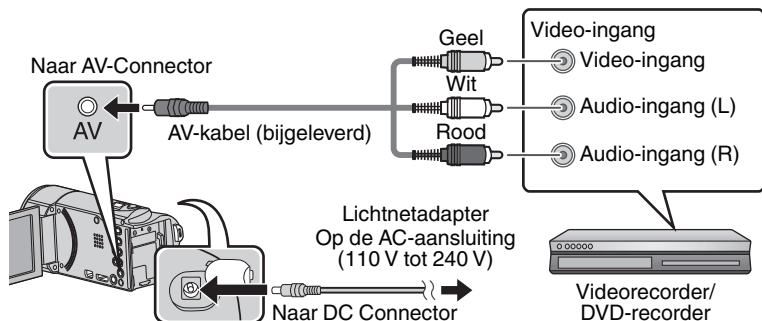 Naar AV-Connector
AV
AV-kabel (bijgeleverd)
Geel
Wit
Rood
Video-ingang
Video-ingang
Audio-ingang (L)
Audio-ingang (R)
Lichtnetadapter
Op de AC-aansluiting
(110 V tot 240 V)
Naar DC Connector
Videorecorder/
DVD-recorder